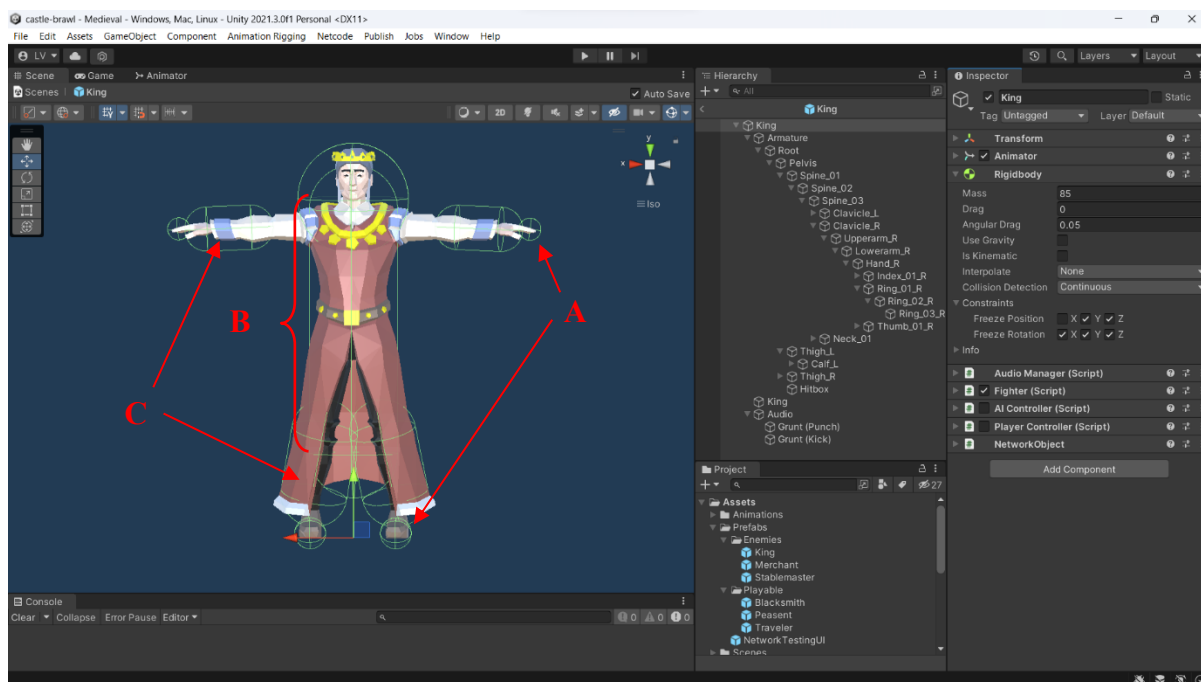 castle-brawl - Medieval - Windows, Mac, Linux - Unity 2021.3.0f1 Personal <DX11>
File Edit Assets GameObject Component Animation Rigging Netcode Publish Jobs Window Help
LV Layers Layout
Scene Game Animator
Scenes King Auto Save
2D
y
x
Iso
A
B
C
Console
Clear Collapse Error Pause Editor 0 0 0
Hierarchy
All
King
King
Armature
Root
Pelvis
Spine_01
Spine_02
Spine_03
Clavicle_L
Clavicle_R
Upperarm_R
Lowerarm_R
Hand_R
Index_01_R
Ring_01_R
Ring_02_R
Ring_03_R
Thumb_01_R
Neck_01
Thigh_L
Calf_L
Thigh_R
Hitbox
King
Audio
Grunt (Punch)
Grunt (Kick)
Project
27
Assets
Animations
Prefabs
Enemies
King
Merchant
Stablemaster
Playable
Blacksmith
Peasent
Traveler
NetworkTestingUI
Scenes
Inspector
King Static
Tag Untagged Layer Default
Transform
Animator
Rigidbody
Mass 85
Drag 0
Angular Drag 0.05
Use Gravity
Is Kinematic
Interpolate None
Collision Detection Continuous
Constraints
Freeze Position X Y Z
Freeze Rotation X Y Z
Info
Audio Manager (Script)
Fighter (Script)
AI Controller (Script)
Player Controller (Script)
NetworkObject
Add Component